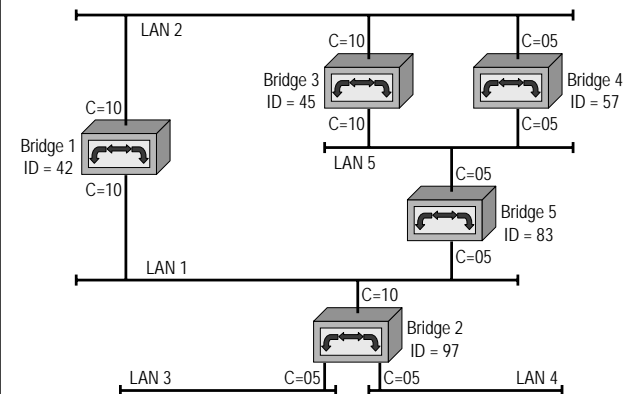 LAN 2
C=10
C=05
Bridge 3
ID = 45
Bridge 4
ID = 57
C=10
C=10
C=05
Bridge 1
ID = 42
LAN 5
C=10
C=05
Bridge 5
ID = 83
C=05
LAN 1
C=10
Bridge 2
ID = 97
LAN 3
C=05
C=05
LAN 4